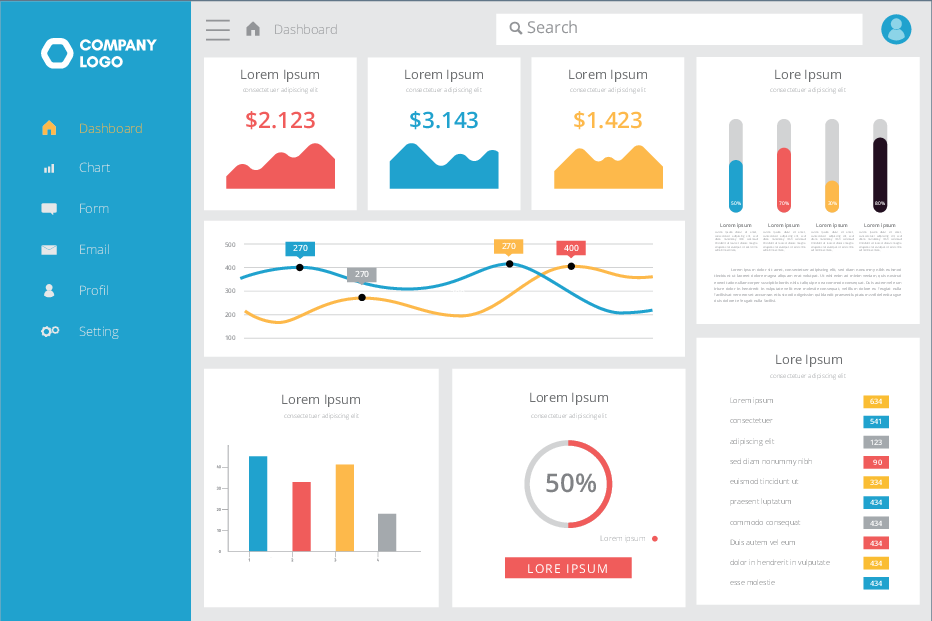 COMPANY
LOGO
Dashboard
Chart
Form
Email
Profil
Setting
Dashboard
Search
Lorem Ipsum
consectetuer adipiscing elit
$2.123
Lorem Ipsum
consectetuer adipiscing elit
$3.143
Lorem Ipsum
consectetuer adipiscing elit
$1.423
500
400
300
200
100
270
270
270
400
Lorem Ipsum
consectetuer adipiscing elit
Lorem Ipsum
consectetuer adipiscing elit
50%
Lorem ipsum
LORE IPSUM
Lore Ipsum
consectetuer adipiscing elit
50%
70%
80%
Lorem Ipsum
Lorem Ipsum
Lorem Ipsum
Lorem Ipsum
Lore Ipsum
consectetuer adipiscing elit
Lorem ipsum 634
consectetuer 541
adipiscing elit 123
sed diam nonummy nibh 90
euismod tincidunt ut 334
praesent luptatum 434
commodo consequat 434
Duis autem vel eum 434
dolor in hendrerit in vulputate 434
esse molestie 434